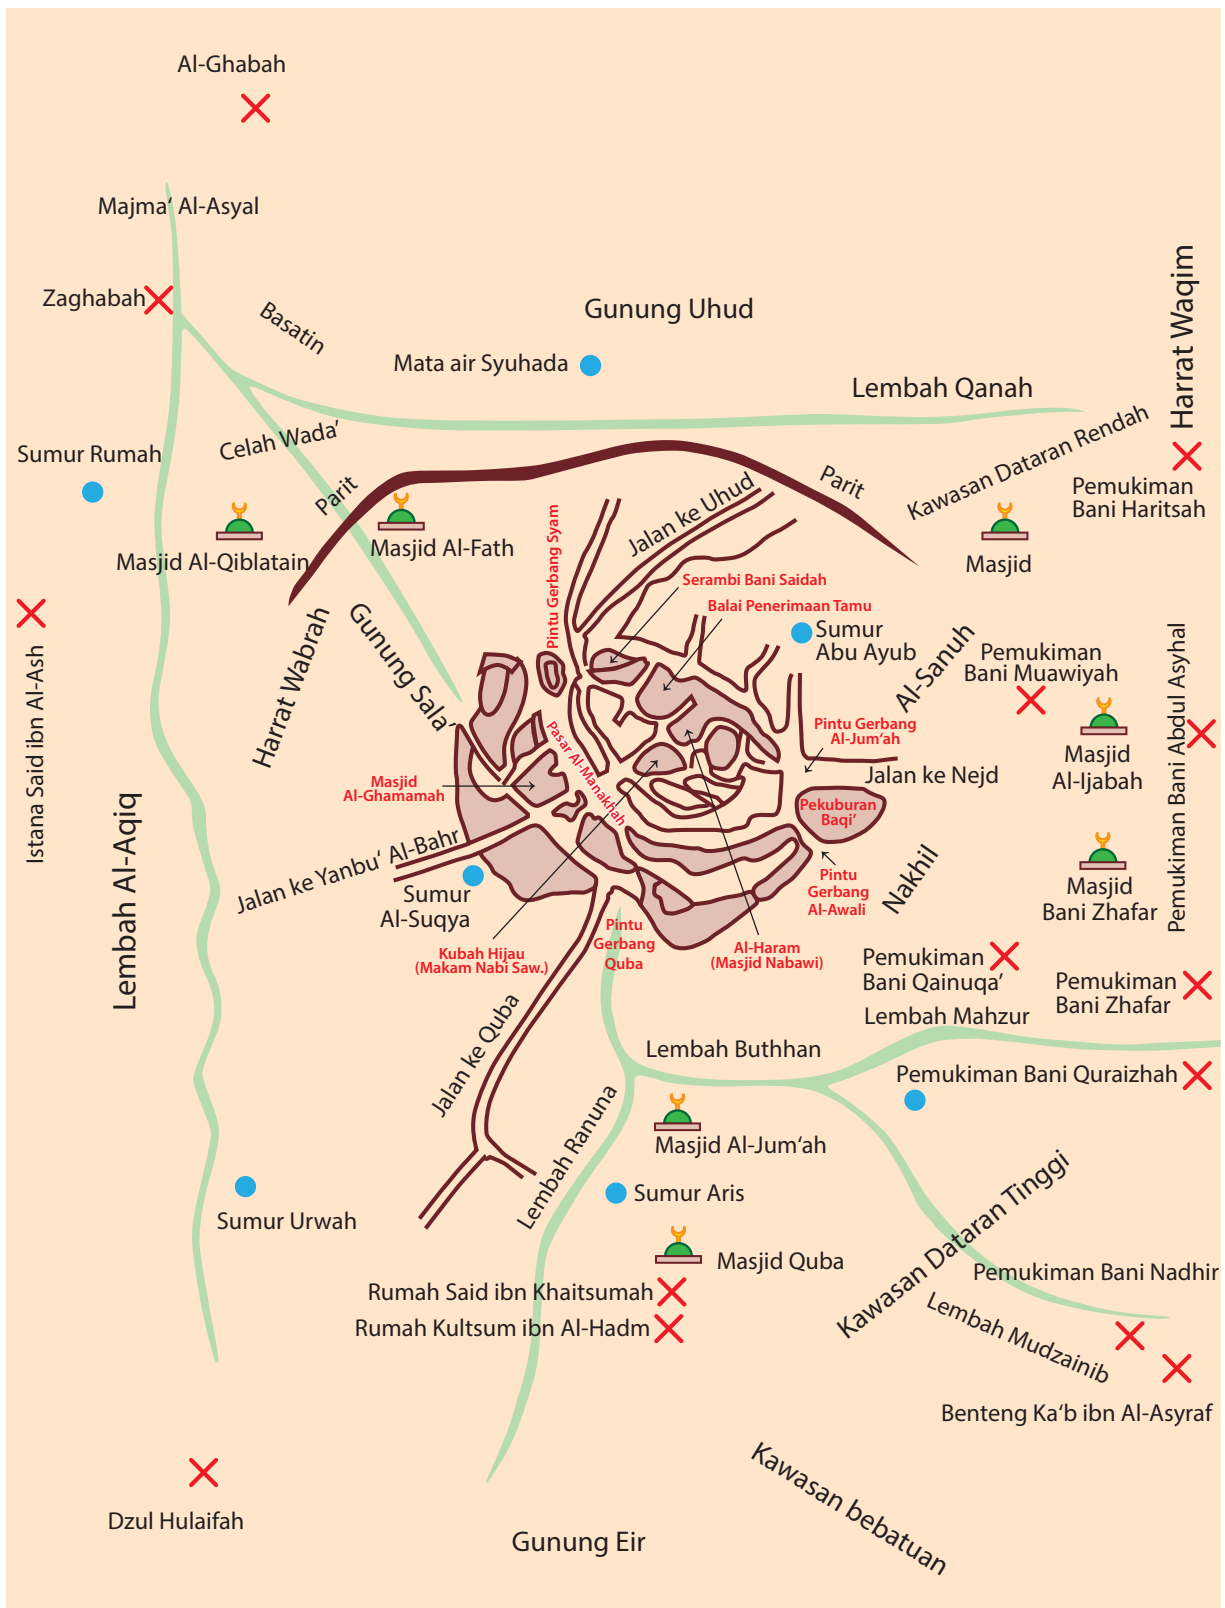 Al-Ghabah
Majma‘ Al-Asyal
Zaghabah
Basatin
Gunung Uhud
Harrat Waqim
Mata air Syuhada
Lembah Qanah
Celah Wada’
Kawasan Dataran Rendah
Sumur Rumah
Parit
Parit
Pemukiman
Bani Haritsah
Jalan ke Uhud
Pintu Gerbang Syam
Masjid Al-Qiblatain
Masjid Al-Fath
Masjid
Serambi Bani Saidah
Balai Penerimaan Tamu
Sumur
Abu Ayub
Istana Said ibn Al-Ash
Harrat Wabrah
Gunung Sala’
Al-Sanuh
Pemukiman
Bani Muawiyah
Pemukiman Bani Abdul Asyhal
Pintu Gerbang
Al-Jum‘ah
Masjid
Al-Ijabah
Pasar Al-Manakhah
Masjid
Al-Ghamamah
Jalan ke Nejd
Pekuburan
Baqi’
Lembah Al-Aqiq
Jalan ke Yanbu‘ Al-Bahr
Sumur
Al-Suqya
Pintu
Gerbang
Al-Awali
Nakhil
Masjid
Bani Zhafar
Kubah Hijau
(Makam Nabi Saw.)
Pintu
Gerbang
Quba
Al-Haram
(Masjid Nabawi)
Pemukiman
Bani Qainuqa’
Pemukiman
Bani Zhafar
Lembah Mahzur
Jalan ke Quba
Lembah Buthhan
Pemukiman Bani Quraizhah
Lembah Ranuna
Masjid Al-Jum‘ah
Sumur Aris
Sumur Urwah
Kawasan Dataran Tinggi
Masjid Quba
Pemukiman Bani Nadhir
Rumah Said ibn Khaitsumah
Rumah Kultsum ibn Al-Hadm
Lembah Mudzainib
Benteng Ka‘b ibn Al-Asyraf
Kawasan bebatuan
Dzul Hulaifah
Gunung Eir